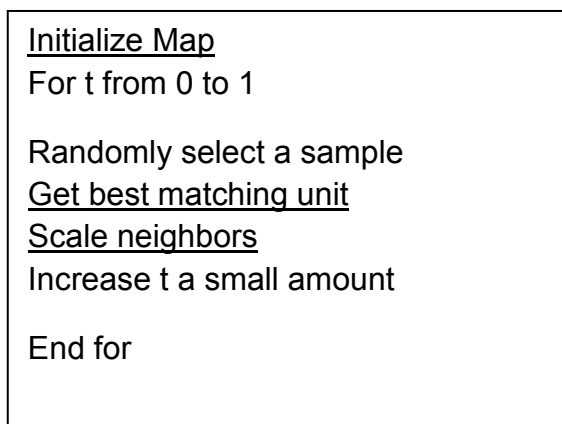 Initialize Map
For t from 0 to 1
Randomly select a sample
Get best matching unit
Scale neighbors
Increase t a small amount
End for